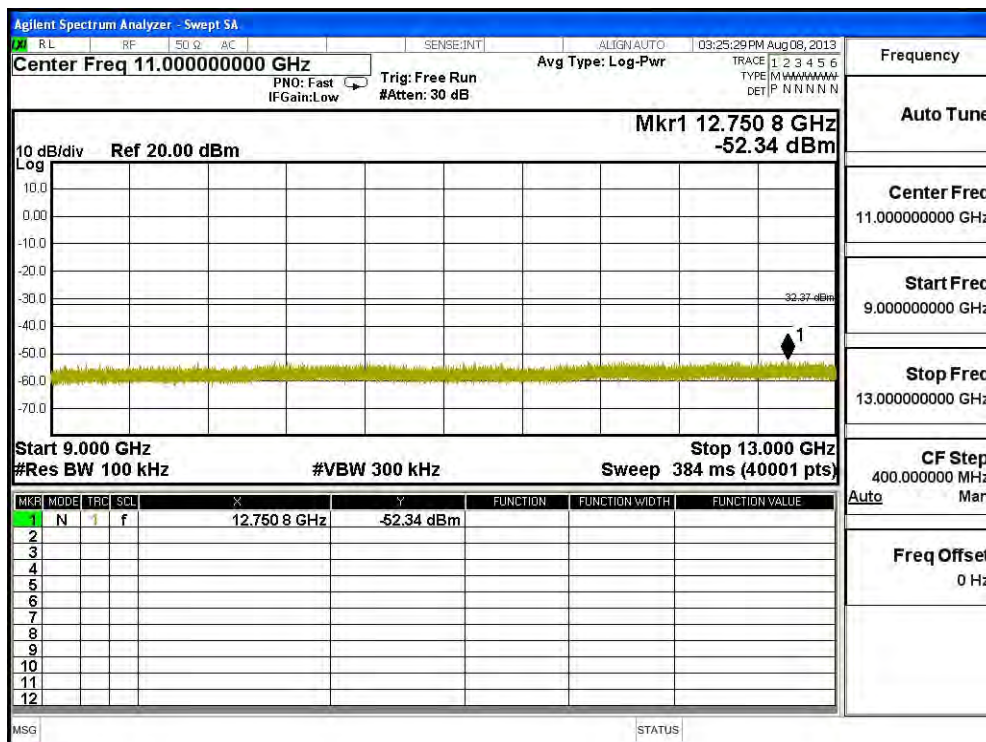 Agilent Spectrum Analyzer - Swept SA
RL RF 50 Ω AC SENSE:INT ALIGN AUTO 03:25:29 PM Aug 08, 2013
Center Freq 11.000000000 GHz
PNO: Fast
IFGain:Low
Trig: Free Run
#Atten: 30 dB
Avg Type: Log-Pwr
TRACE 1 2 3 4 5 6
TYPE M WWWWW
DET P N N N N N
Mkr1 12.750 8 GHz
-52.34 dBm
10 dB/div Ref 20.00 dBm
Log
10.0
0.00
-10.0
-20.0
-30.0
-40.0
-50.0
-60.0
-70.0
32.37 dBm
1
Start 9.000 GHz Stop 13.000 GHz
#Res BW 100 kHz #VBW 300 kHz Sweep 384 ms (40001 pts)
MKR MODE TRC SCL X Y FUNCTION FUNCTION WIDTH FUNCTION VALUE
1 N 1 f 12.750 8 GHz -52.34 dBm
2
3
4
5
6
7
8
9
10
11
12
MSG STATUS
Frequency
Auto Tune
Center Freq
11.000000000 GHz
Start Freq
9.000000000 GHz
Stop Freq
13.000000000 GHz
CF Step
400.000000 MHz
Auto Man
Freq Offset
0 Hz